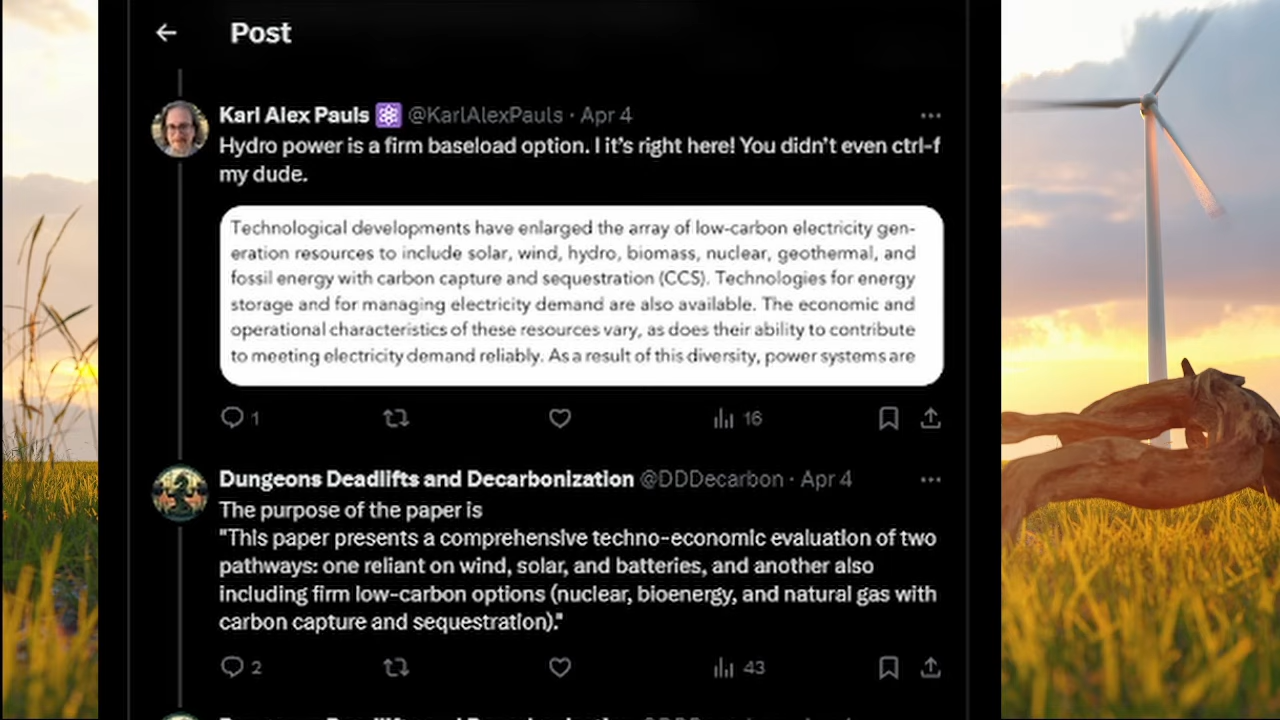 Post
Karl Alex Pauls @KarlAlexPauls · Apr 4
Hydro power is a firm baseload option. I it's right here! You didn't even ctrl-f
my dude.
Technological developments have enlarged the array of low-carbon electricity gen-
eration resources to include solar, wind, hydro, biomass, nuclear, geothermal, and
fossil energy with carbon capture and sequestration (CCS). Technologies for energy
storage and for managing electricity demand are also available. The economic and
operational characteristics of these resources vary, as does their ability to contribute
to meeting electricity demand reliably. As a result of this diversity, power systems are
1 16
Dungeons Deadlifts and Decarbonization @DDDecarbon · Apr 4
The purpose of the paper is
"This paper presents a comprehensive techno-economic evaluation of two
pathways: one reliant on wind, solar, and batteries, and another also
including firm low-carbon options (nuclear, bioenergy, and natural gas with
carbon capture and sequestration)."
2 43